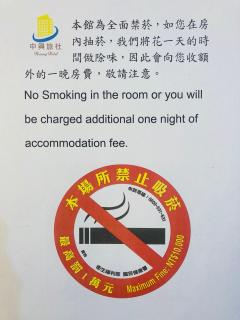 中興旅社
本館為全面禁菸，如您在房
內抽菸，我們將花一天的時
間做除味，因此會向您收額
外的一晚房費，敬請注意。
No Smoking in the room or you will
be charged additional one night of
accommodation fee.
本場所禁止吸菸
最高罰1萬元
Maximum Fine:NT$10,000